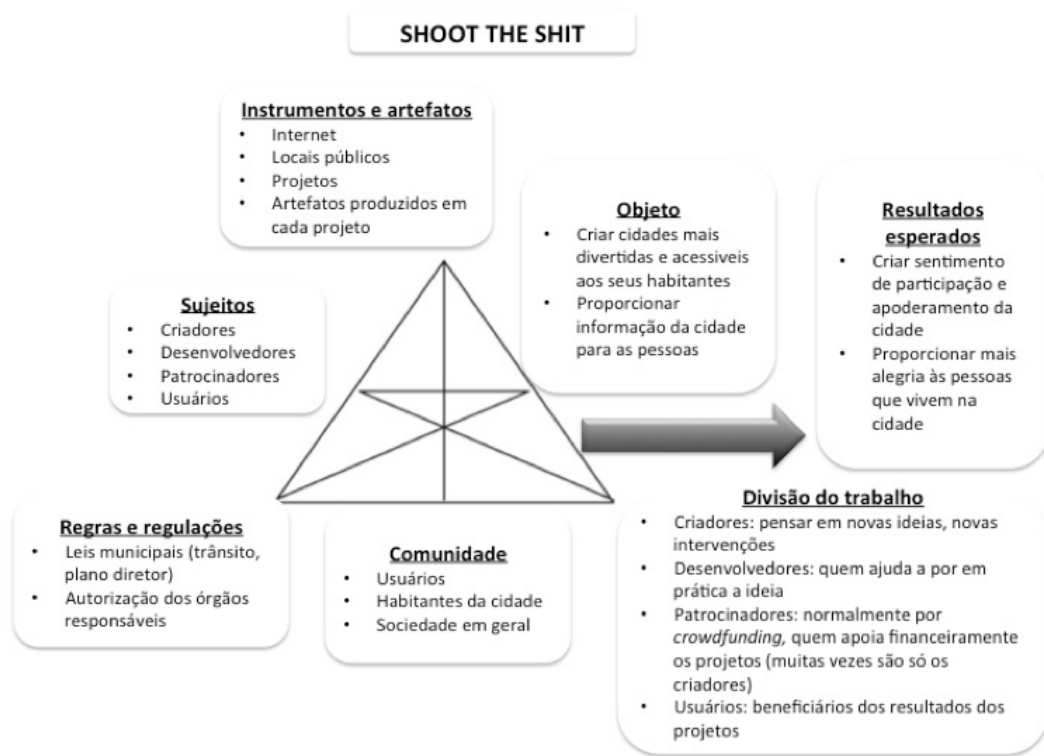 SHOOT THE SHIT
Instrumentos e artefatos
• Internet
• Locais públicos
• Projetos
• Artefatos produzidos em
cada projeto
Objeto
• Criar cidades mais
divertidas e acessiveis
aos seus habitantes
• Proporcionar
informação da cidade
para as pessoas
Resultados
esperados
• Criar sentimento
de participação e
apoderamento da
cidade
• Proporcionar mais
alegria às pessoas
que vivem na
cidade
Sujeitos
• Criadores
• Desenvolvedores
• Patrocinadores
• Usuários
Regras e regulações
• Leis municipais (trânsito,
plano diretor)
• Autorização dos órgãos
responsáveis
Comunidade
• Usuários
• Habitantes da cidade
• Sociedade em geral
Divisão do trabalho
• Criadores: pensar em novas ideias, novas
intervenções
• Desenvolvedores: quem ajuda a por em
prática a ideia
• Patrocinadores: normalmente por
crowdfunding, quem apoia financeiramente
os projetos (muitas vezes são só os
criadores)
• Usuários: beneficiários dos resultados dos
projetos